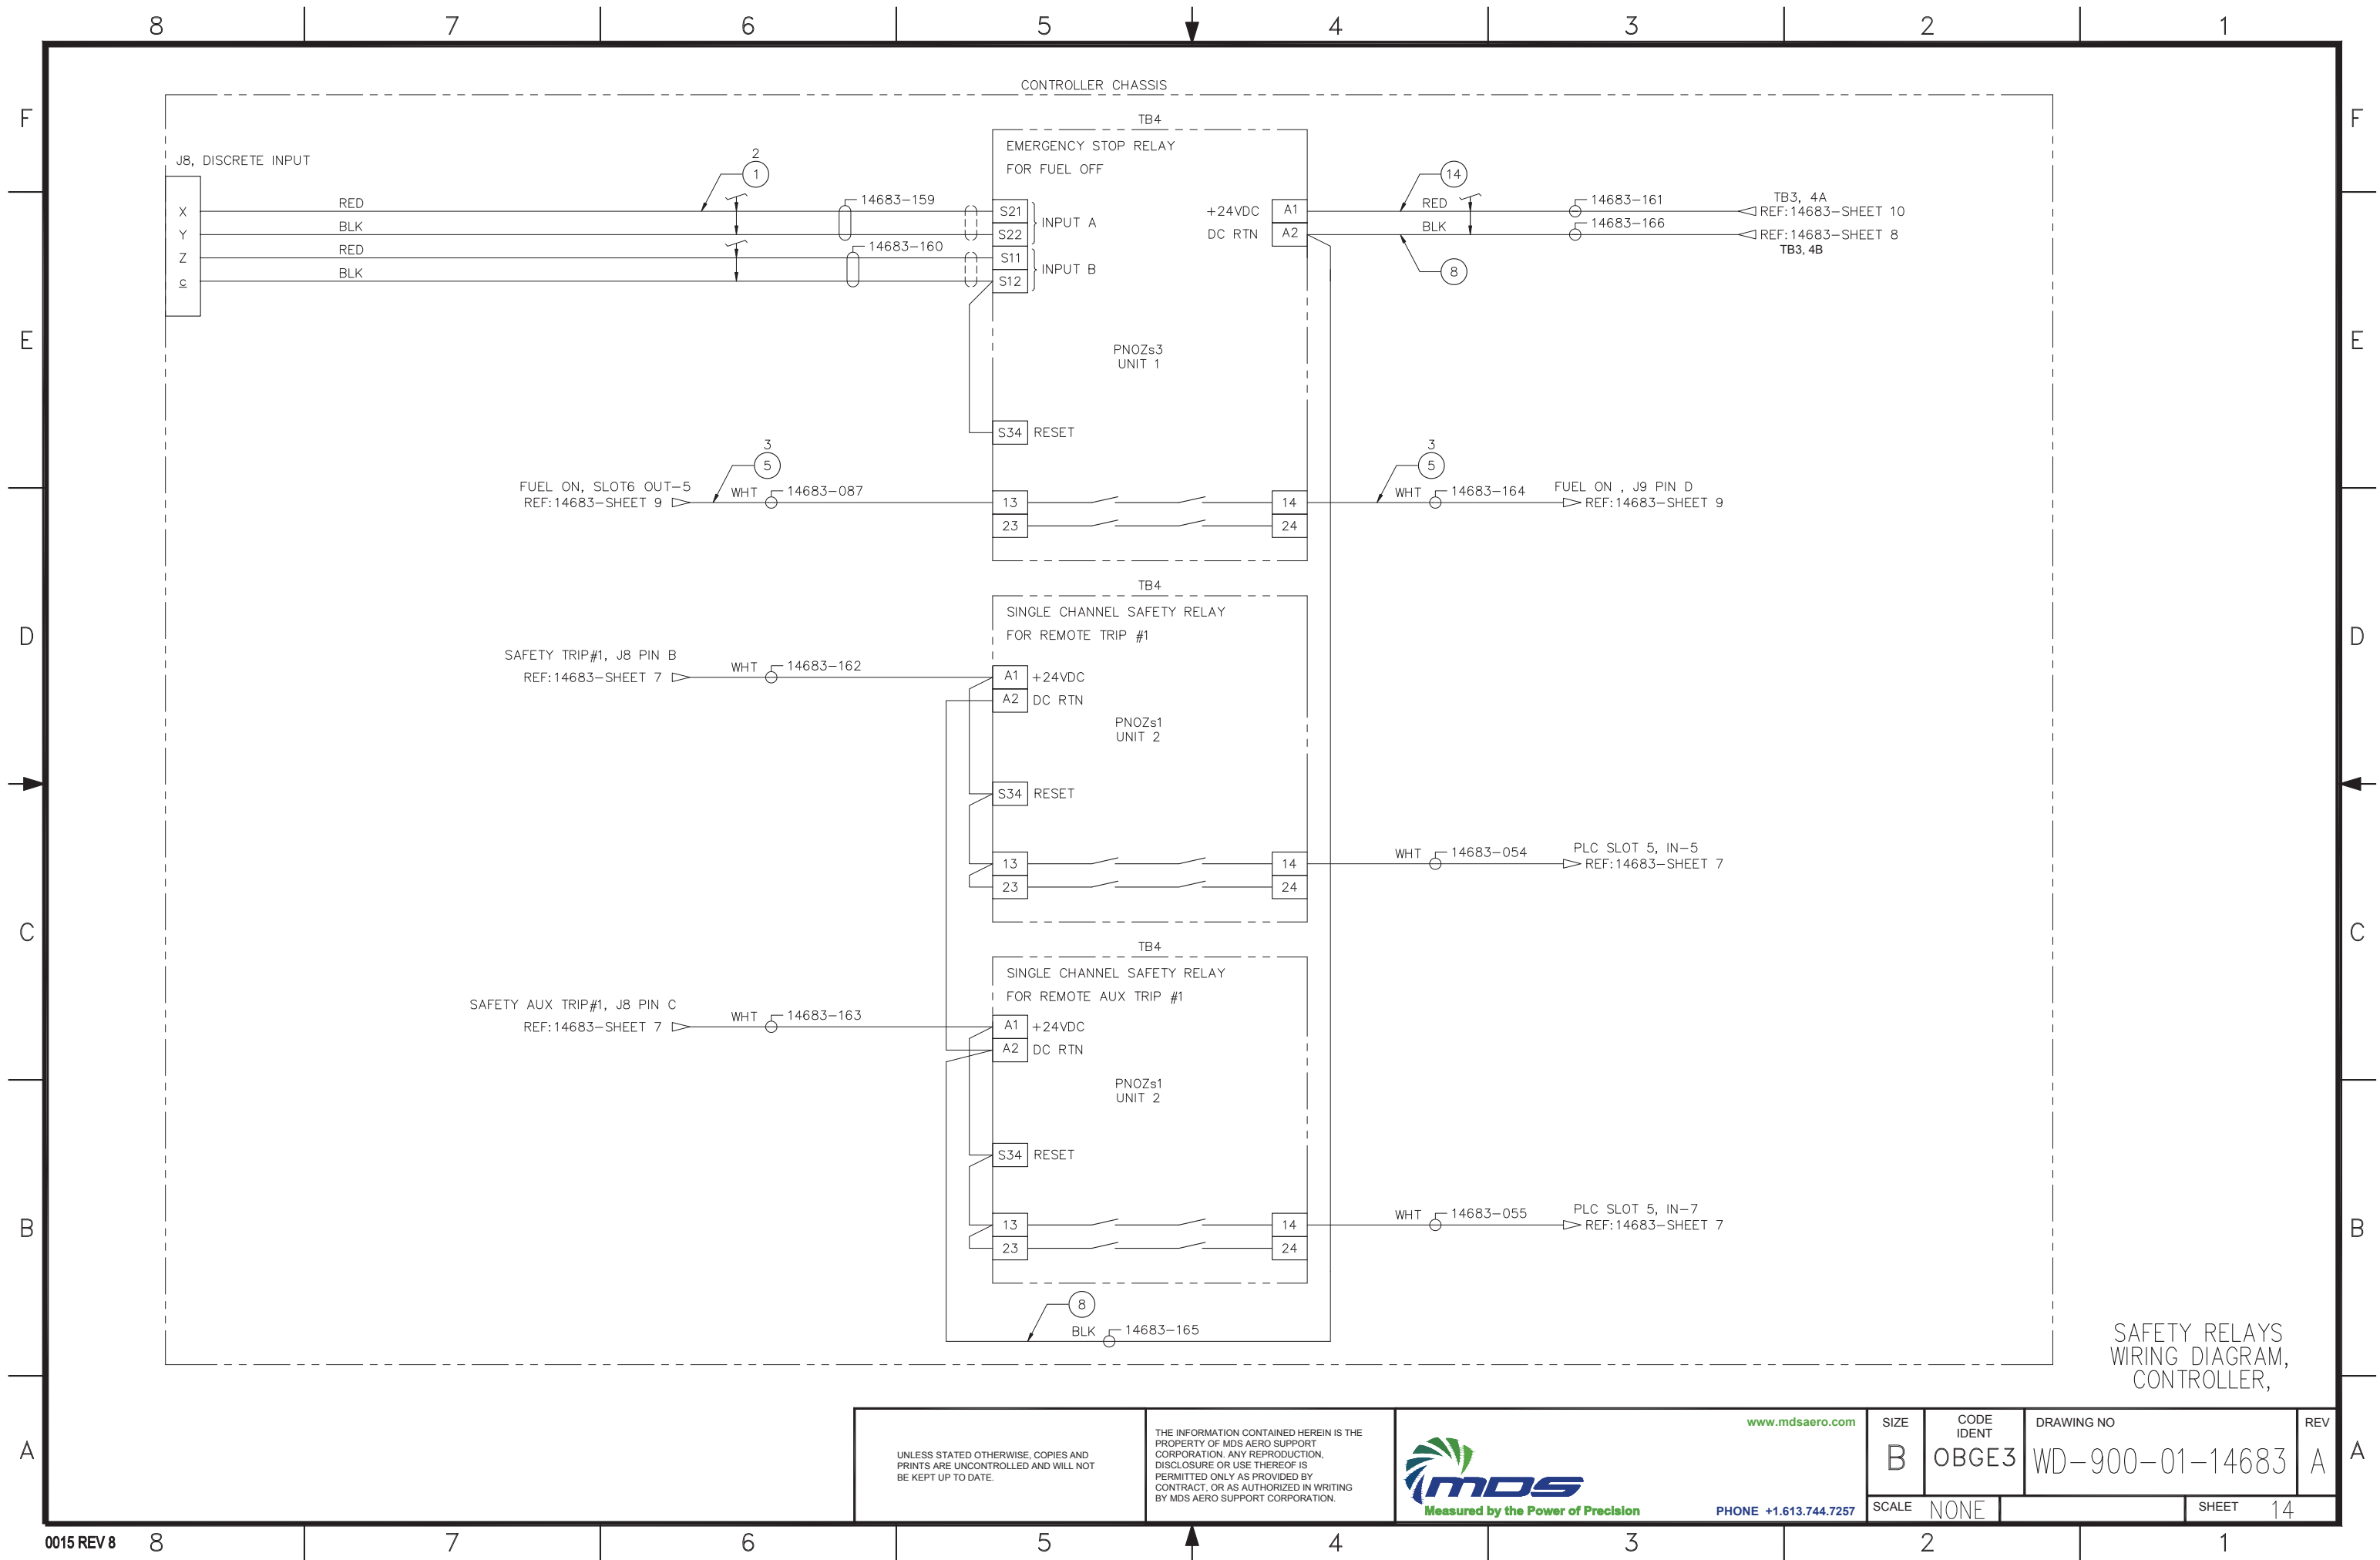 8 7 6 5 4 3 2 1
CONTROLLER CHASSIS
F F
TB4
EMERGENCY STOP RELAY
FOR FUEL OFF
J8, DISCRETE INPUT
2
1
14
X RED 14683-159 S21
INPUT A
Y BLK S22
Z RED 14683-160 S11
INPUT B
c BLK S12
+24VDC A1 RED 14683-161 TB3, 4A
REF:14683-SHEET 10
DC RTN A2 BLK 14683-166 REF:14683-SHEET 8
TB3, 4B
8
E E
PNOZs3
UNIT 1
S34 RESET
3
5
3
5
FUEL ON, SLOT6 OUT-5
REF:14683-SHEET 9 WHT 14683-087 13 14 WHT 14683-164 FUEL ON , J9 PIN D
REF:14683-SHEET 9
23 24
TB4
SINGLE CHANNEL SAFETY RELAY
FOR REMOTE TRIP #1
D D
SAFETY TRIP#1, J8 PIN B
REF:14683-SHEET 7 WHT 14683-162 A1 +24VDC
A2 DC RTN
PNOZs1
UNIT 2
S34 RESET
13 14 WHT 14683-054 PLC SLOT 5, IN-5
REF:14683-SHEET 7
23 24
C C
TB4
SINGLE CHANNEL SAFETY RELAY
FOR REMOTE AUX TRIP #1
SAFETY AUX TRIP#1, J8 PIN C
REF:14683-SHEET 7 WHT 14683-163 A1 +24VDC
A2 DC RTN
PNOZs1
UNIT 2
S34 RESET
B B
13 14 WHT 14683-055 PLC SLOT 5, IN-7
REF:14683-SHEET 7
23 24
8
BLK 14683-165
SAFETY RELAYS
WIRING DIAGRAM,
CONTROLLER,
A A
UNLESS STATED OTHERWISE, COPIES AND
PRINTS ARE UNCONTROLLED AND WILL NOT
BE KEPT UP TO DATE.
THE INFORMATION CONTAINED HEREIN IS THE
PROPERTY OF MDS AERO SUPPORT
CORPORATION. ANY REPRODUCTION,
DISCLOSURE OR USE THEREOF IS
PERMITTED ONLY AS PROVIDED BY
CONTRACT, OR AS AUTHORIZED IN WRITING
BY MDS AERO SUPPORT CORPORATION.
www.mdsaero.com
mds
Measured by the Power of Precision
PHONE +1.613.744.7257
SIZE
B
CODE
IDENT
OBGE3
DRAWING NO
WD-900-01-14683
REV
A
SCALE NONE
SHEET 14
0015 REV 8
8 7 6 5 4 3 2 1